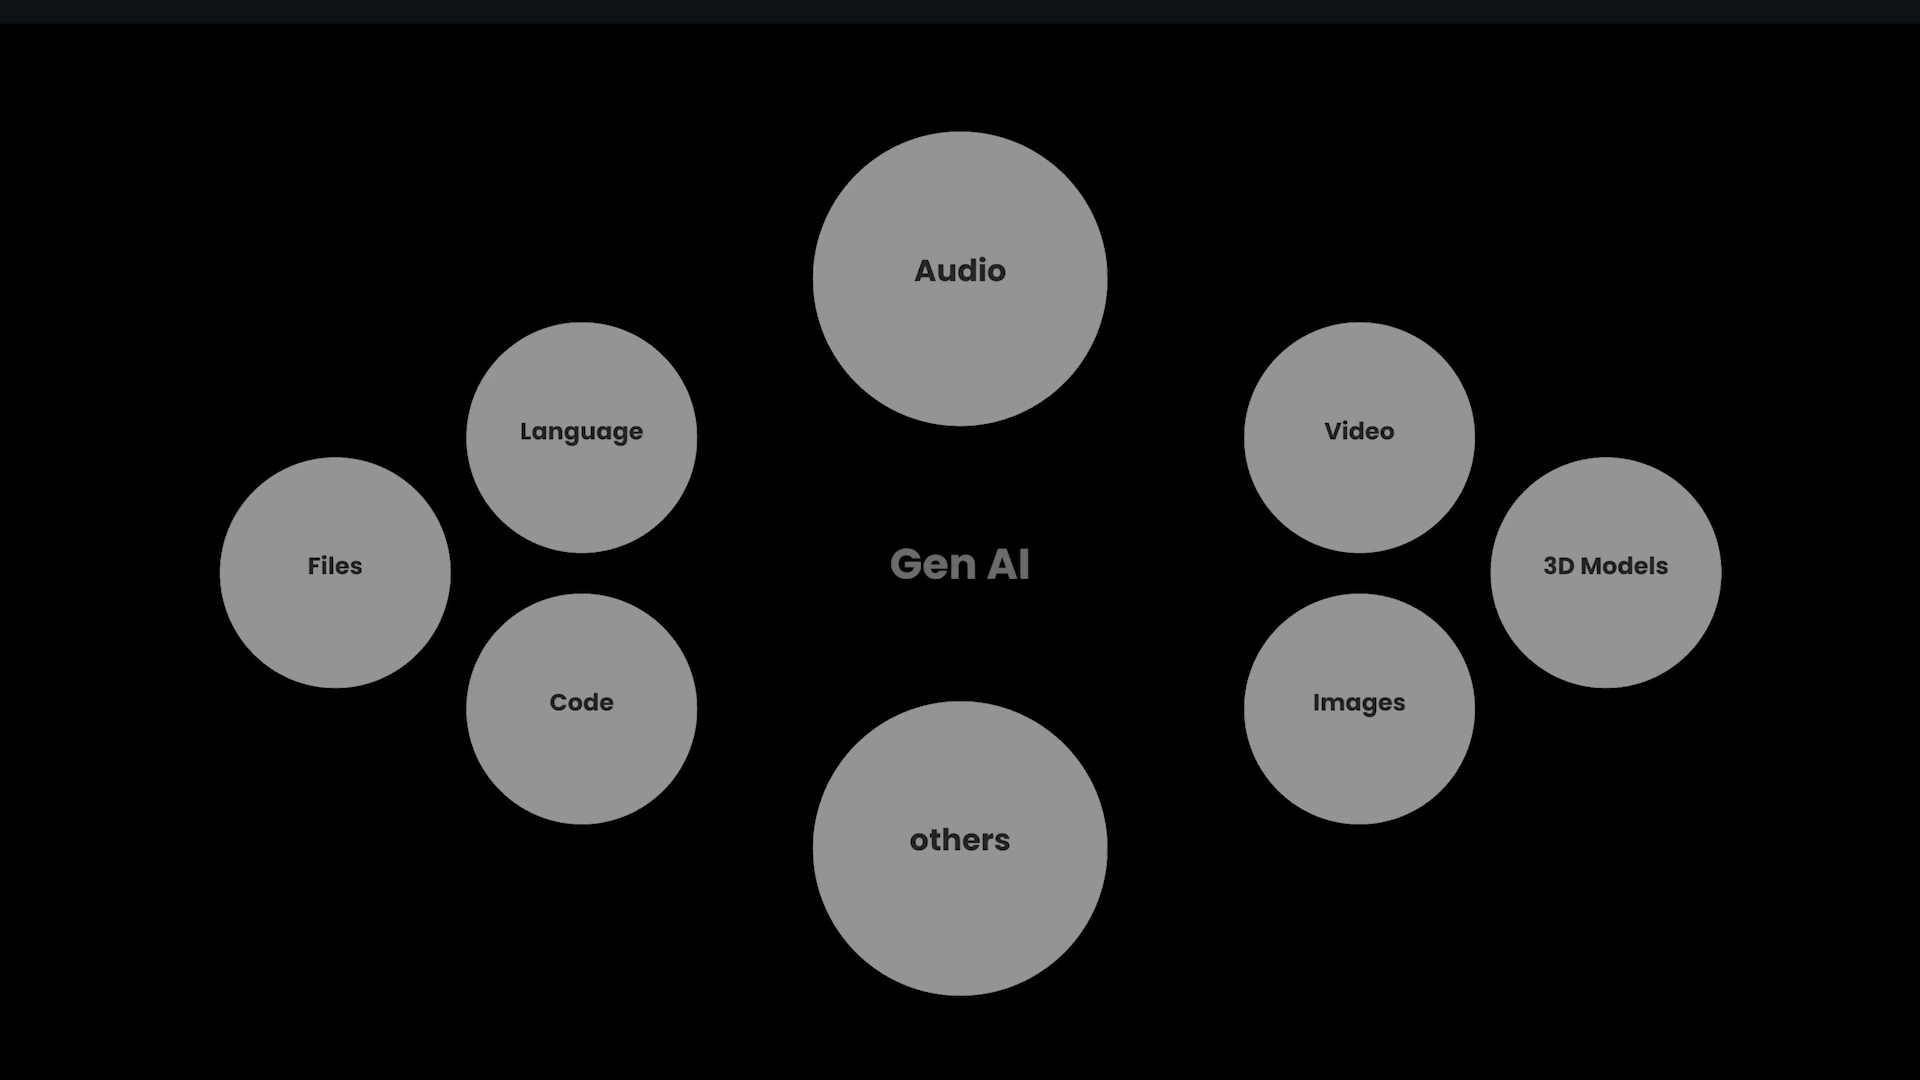 Audio
Language
Video
Files
Gen AI
3D Models
Code
Images
others